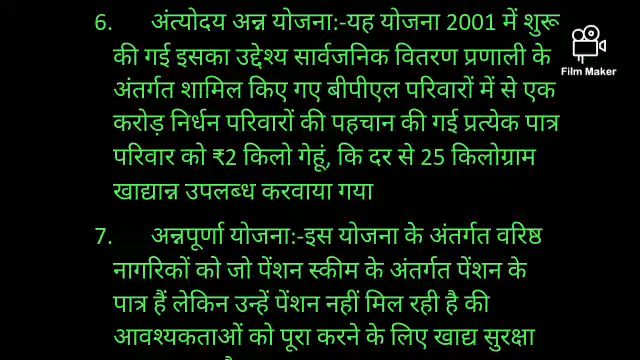 6. अंत्योदय अन्न योजना:-यह योजना 2001 में शुरू
की गई इसका उद्देश्य सार्वजनिक वितरण प्रणाली के
Film Maker
अंतर्गत शामिल किए गए बीपीएल परिवारों में से एक
करोड़ निर्धन परिवारों की पहचान की गई प्रत्येक पात्र
परिवार को ₹2 किलो गेहूं, कि दर से 25 किलोग्राम
खाद्यान्न उपलब्ध करवाया गया
7. अन्नपूर्णा योजना:-इस योजना के अंतर्गत वरिष्ठ
नागरिकों को जो पेंशन स्कीम के अंतर्गत पेंशन के
पात्र हैं लेकिन उन्हें पेंशन नहीं मिल रही है की
आवश्यकताओं को पूरा करने के लिए खाद्य सुरक्षा